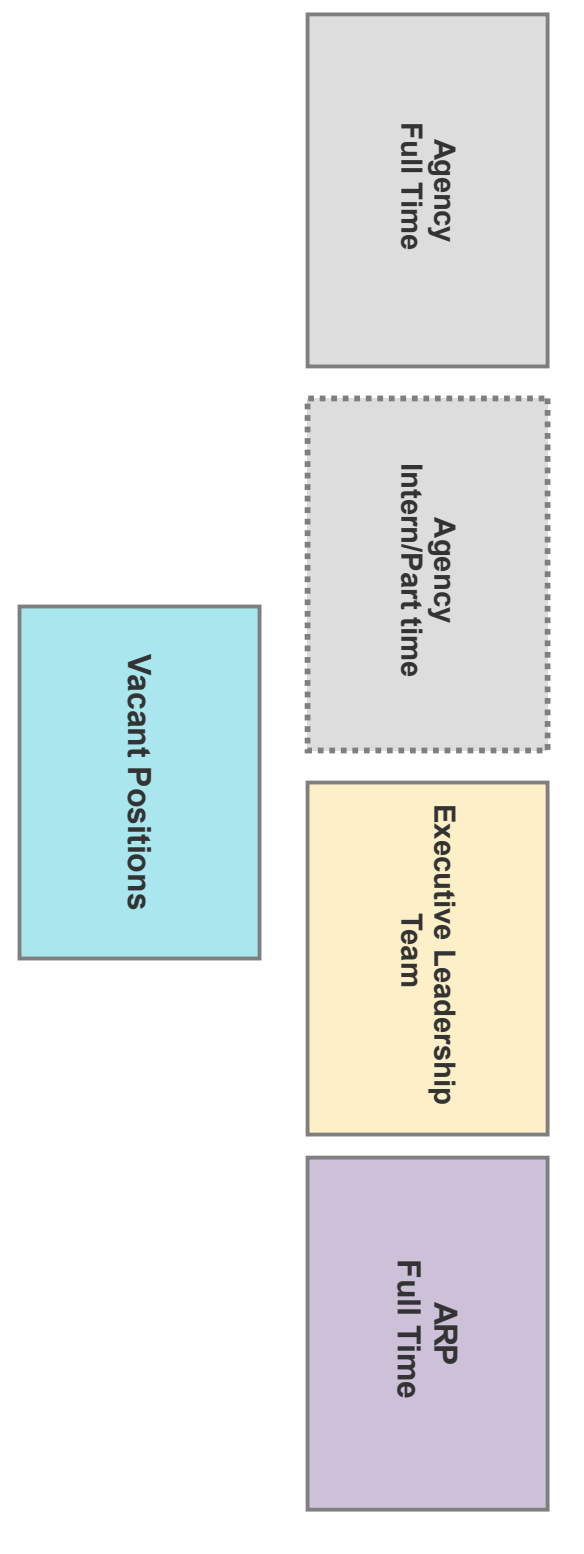 Agency
Full Time
Agency
Intern/Part time
Executive Leadership
Team
ARP
Full Time
Vacant Positions